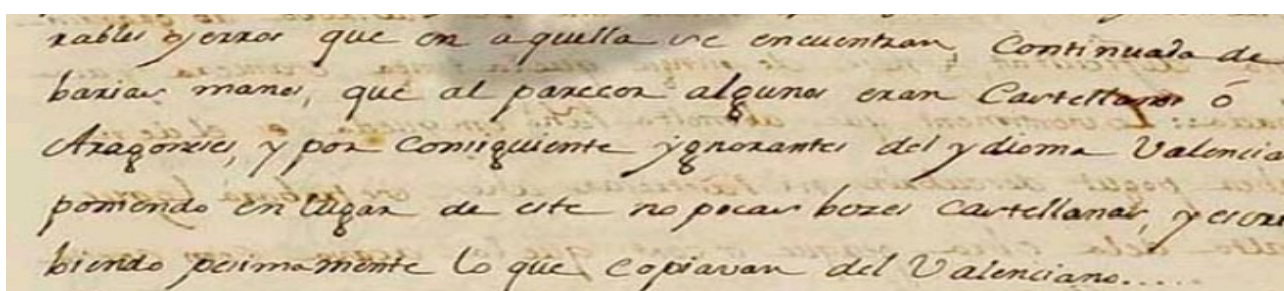 rables yerros que en aquella se encuentran, Continuada de
barias manos, que al parecer algunos eran Castellanos ó
Aragoneses, y por Consiguiente ygnorantes del ydioma Valencia
poniendo en lugar de este no pocas bozes Castellanas, y escri
biendo pesimamente lo que Copiavan del Valenciano.....